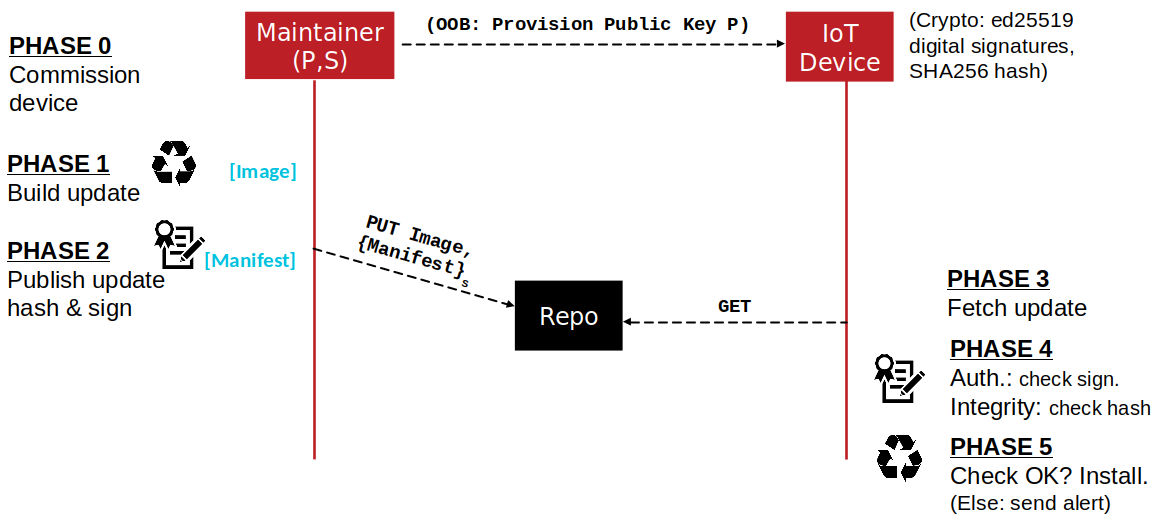 PHASE 0
Commission
device
Maintainer
(P,S)
(OOB: Provision Public Key P)
IoT
Device
(Crypto: ed25519
digital signatures,
SHA256 hash)
PHASE 1
Build update
[Image]
PHASE 2
Publish update
hash & sign
[Manifest]
PUT Image,
{Manifest}s
Repo
GET
PHASE 3
Fetch update
PHASE 4
Auth.: check sign.
Integrity: check hash
PHASE 5
Check OK? Install.
(Else: send alert)